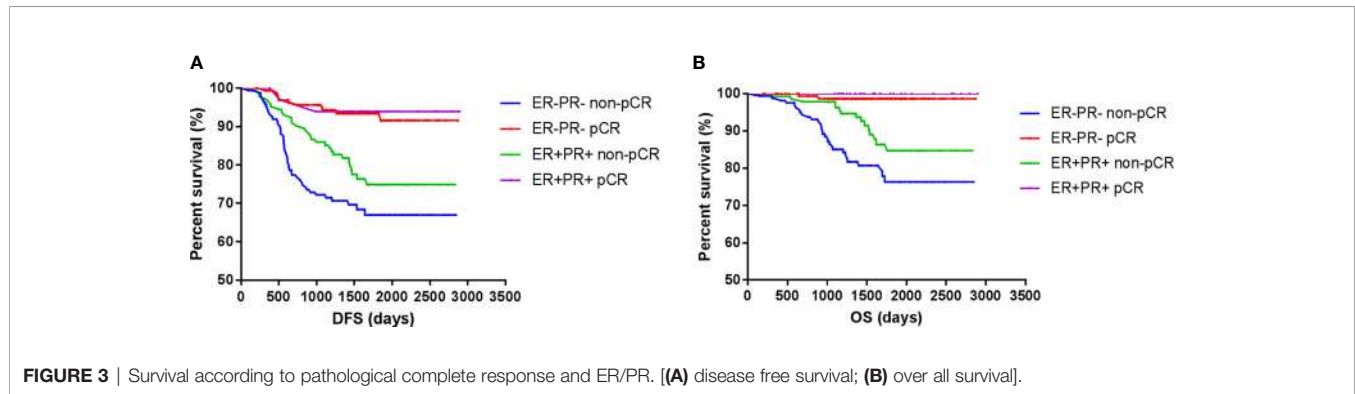 A
Percent survival (%)
100
90
80
70
60
50
0 500 1000 1500 2000 2500 3000 3500
DFS (days)
ER-PR- non-pCR
ER-PR- pCR
ER+PR+ non-pCR
ER+PR+ pCR
B
Percent survival (%)
100
90
80
70
60
50
0 500 1000 1500 2000 2500 3000 3500
OS (days)
ER-PR- non-pCR
ER-PR- pCR
ER+PR+ non-pCR
ER+PR+ pCR
FIGURE 3 | Survival according to pathological complete response and ER/PR. [(A) disease free survival; (B) over all survival].